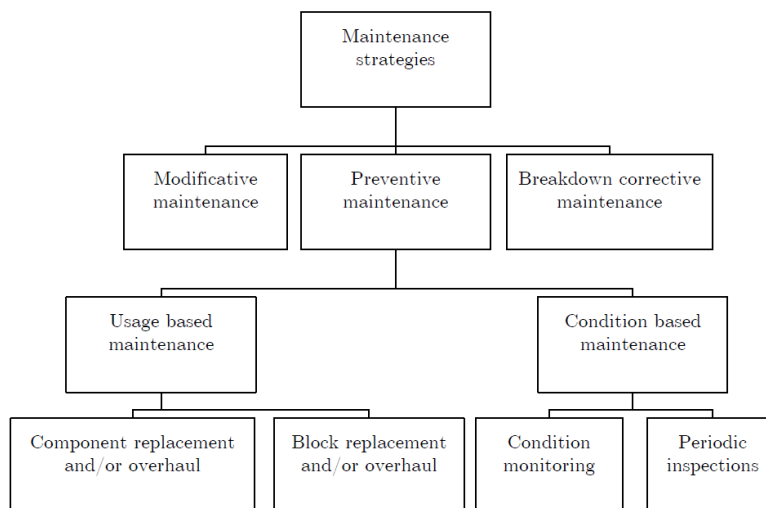 Maintenance
strategies
Modificative
maintenance
Preventive
maintenance
Breakdown corrective
maintenance
Usage based
maintenance
Condition based
maintenance
Component replacement
and/or overhaul
Block replacement
and/or overhaul
Condition
monitoring
Periodic
inspections